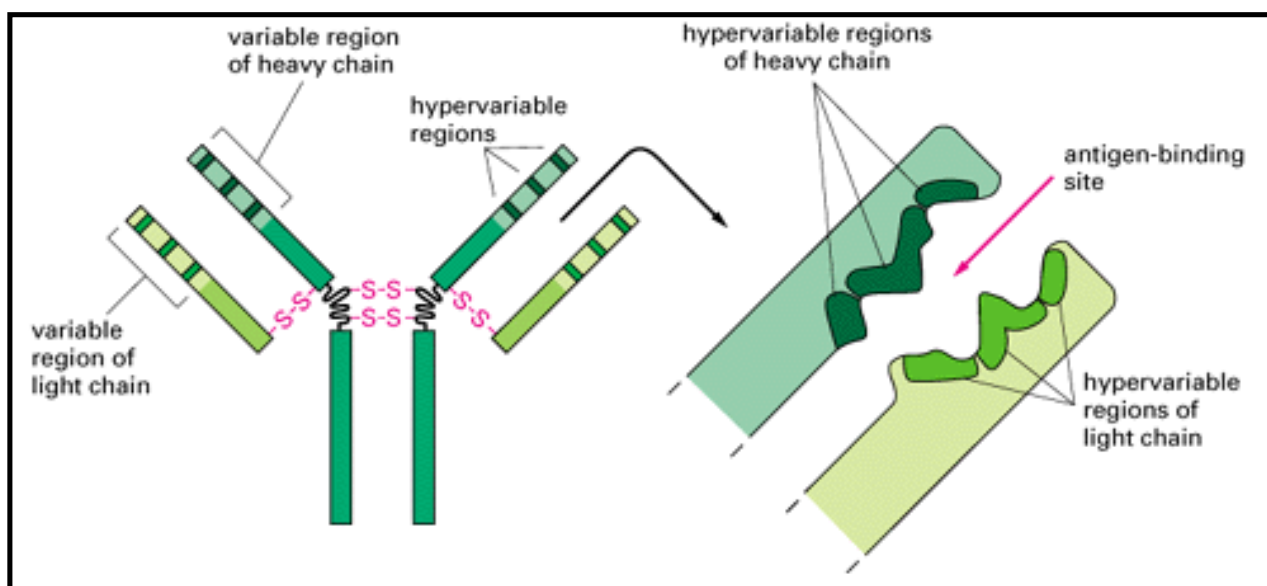 variable region
of heavy chain
hypervariable
regions
variable
region of
light chain
S-S
S-S
S-S
S-S
hypervariable regions
of heavy chain
antigen-binding
site
hypervariable
regions of
light chain